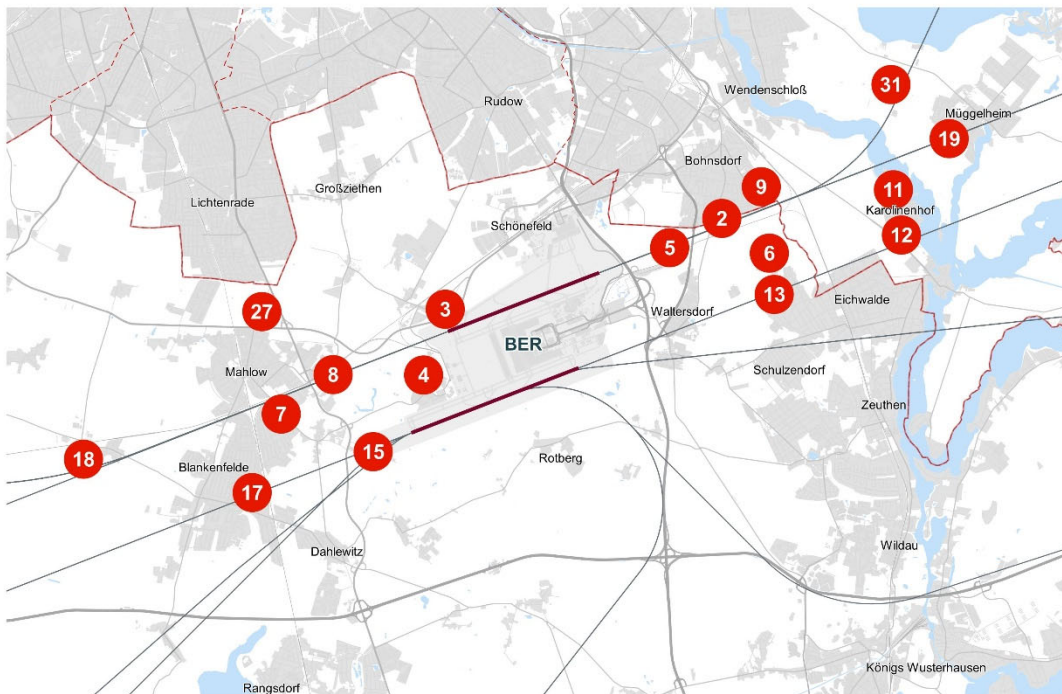 31
Wendenschloß
Rudow
Müggelheim
19
Bohnsdorf
Großziethen
9
11
Lichtenrade
Karolinenhof
2
Schönefeld
12
5
6
13
Eichwalde
27
3
Waltersdorf
BER
Mahlow
8
4
Schulzendorf
7
Zeuthen
15
18
Rotberg
Blankenfelde
17
Dahlewitz
Wildau
Königs Wusterhausen
Rangsdorf